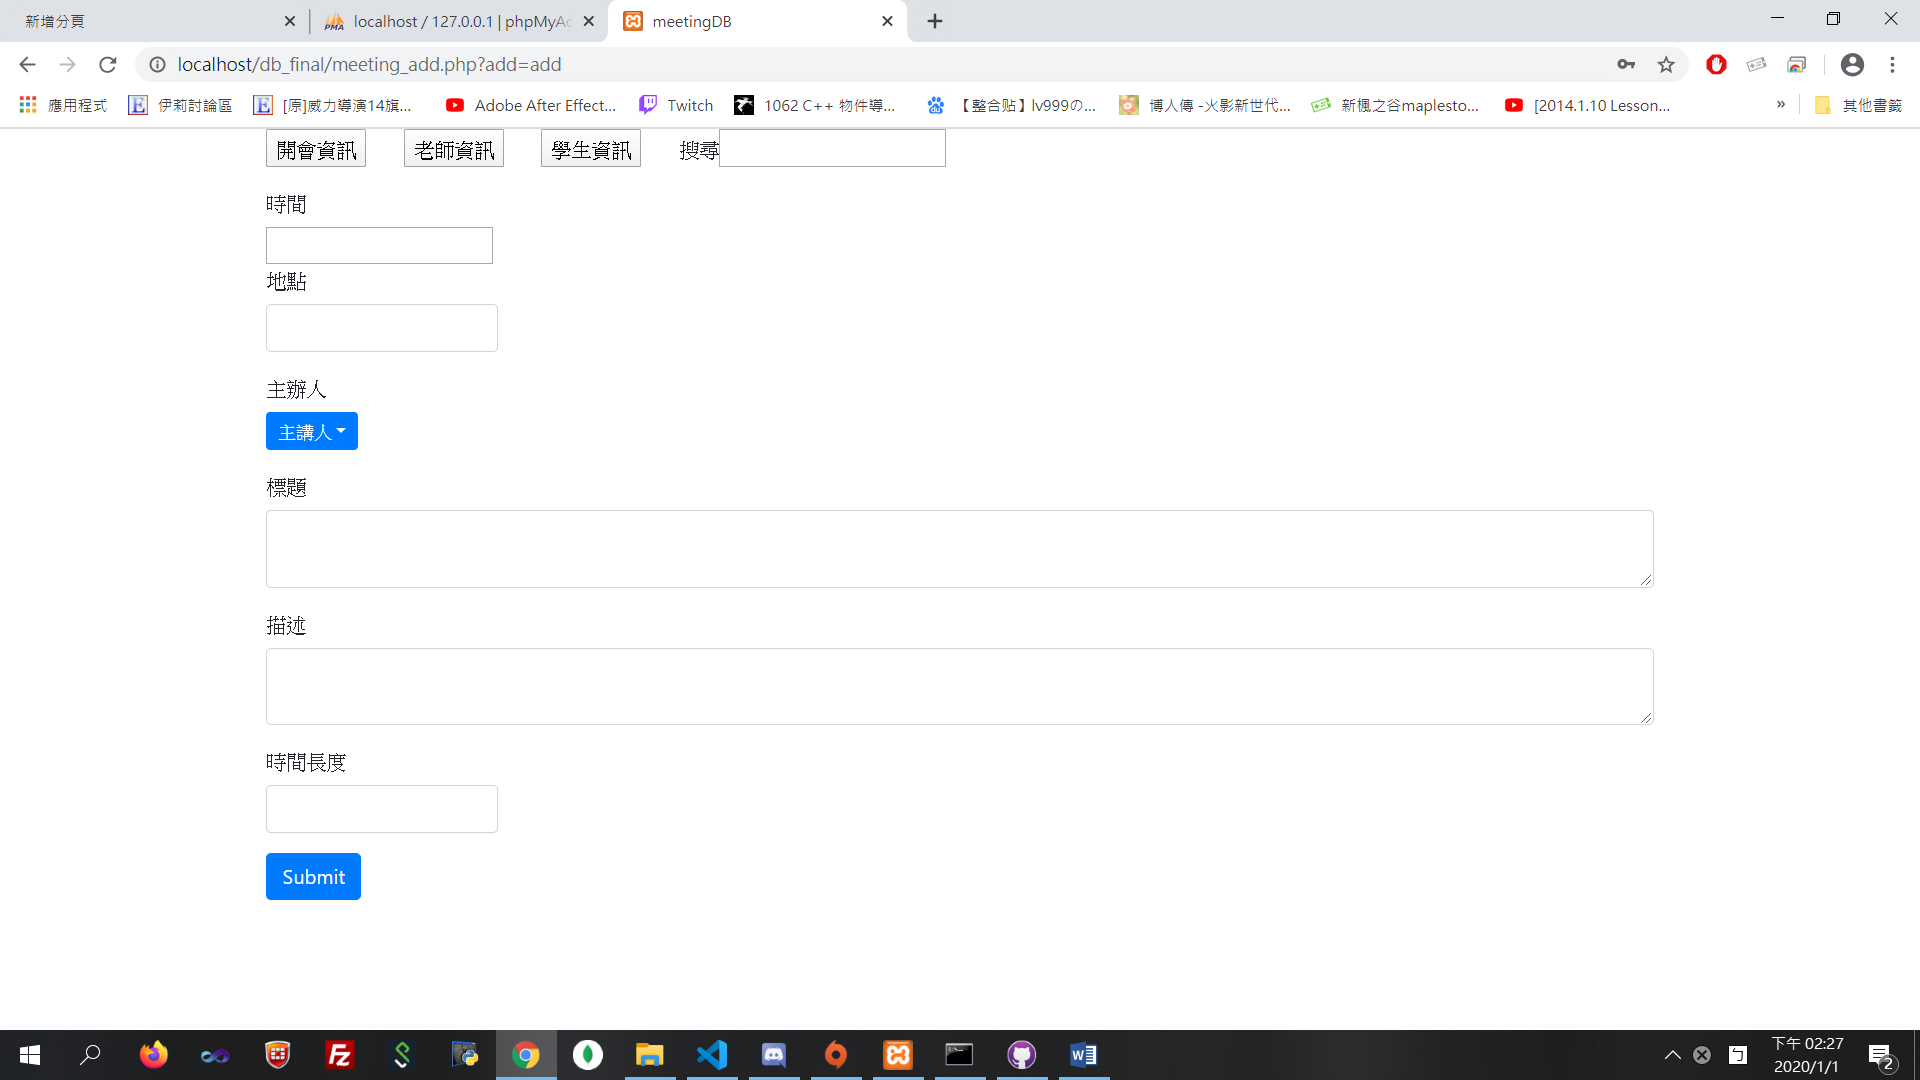 新增分頁
localhost / 127.0.0.1 | phpMyAc
meetingDB
localhost/db_final/meeting_add.php?add=add
應用程式
伊莉討論區
[原]威力導演14旗...
Adobe After Effect...
Twitch
1062 C++ 物件導...
【整合貼】lv999の...
博人傳 -火影新世代...
新楓之谷maplesto...
[2014.1.10 Lesson...
»
其他書籤
開會資訊
老師資訊
學生資訊
搜尋
時間
地點
主辦人
主講人
標題
描述
時間長度
Submit
下午 02:27
2020/1/1
2